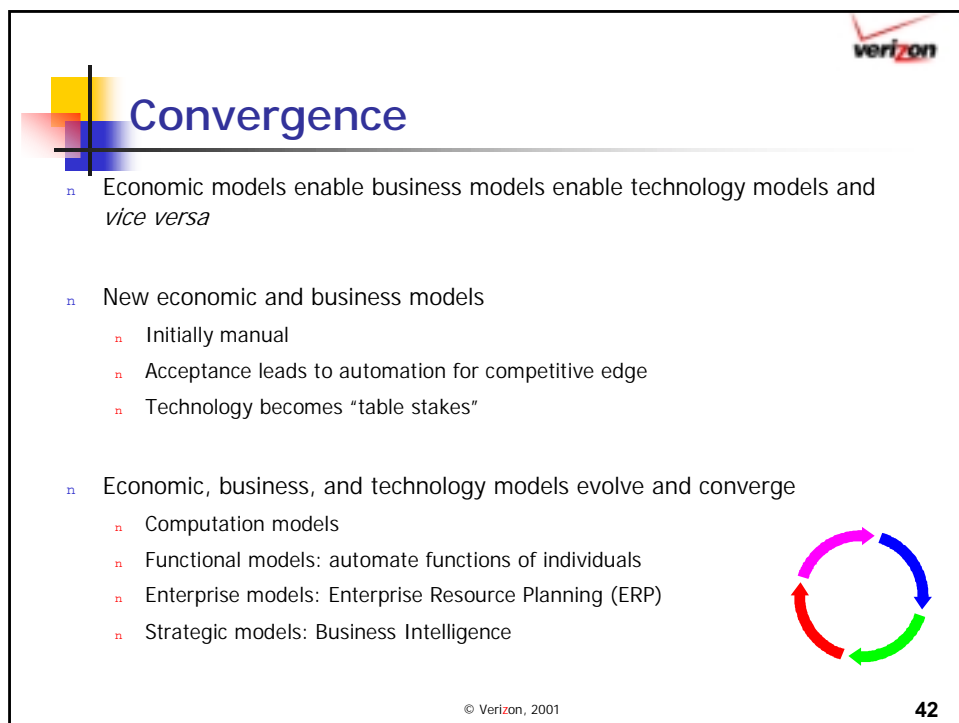 verizon
Convergence
n Economic models enable business models enable technology models and
vice versa
n New economic and business models
n Initially manual
n Acceptance leads to automation for competitive edge
n Technology becomes “table stakes”
n Economic, business, and technology models evolve and converge
n Computation models
n Functional models: automate functions of individuals
n Enterprise models: Enterprise Resource Planning (ERP)
n Strategic models: Business Intelligence
© Verizon, 2001
42